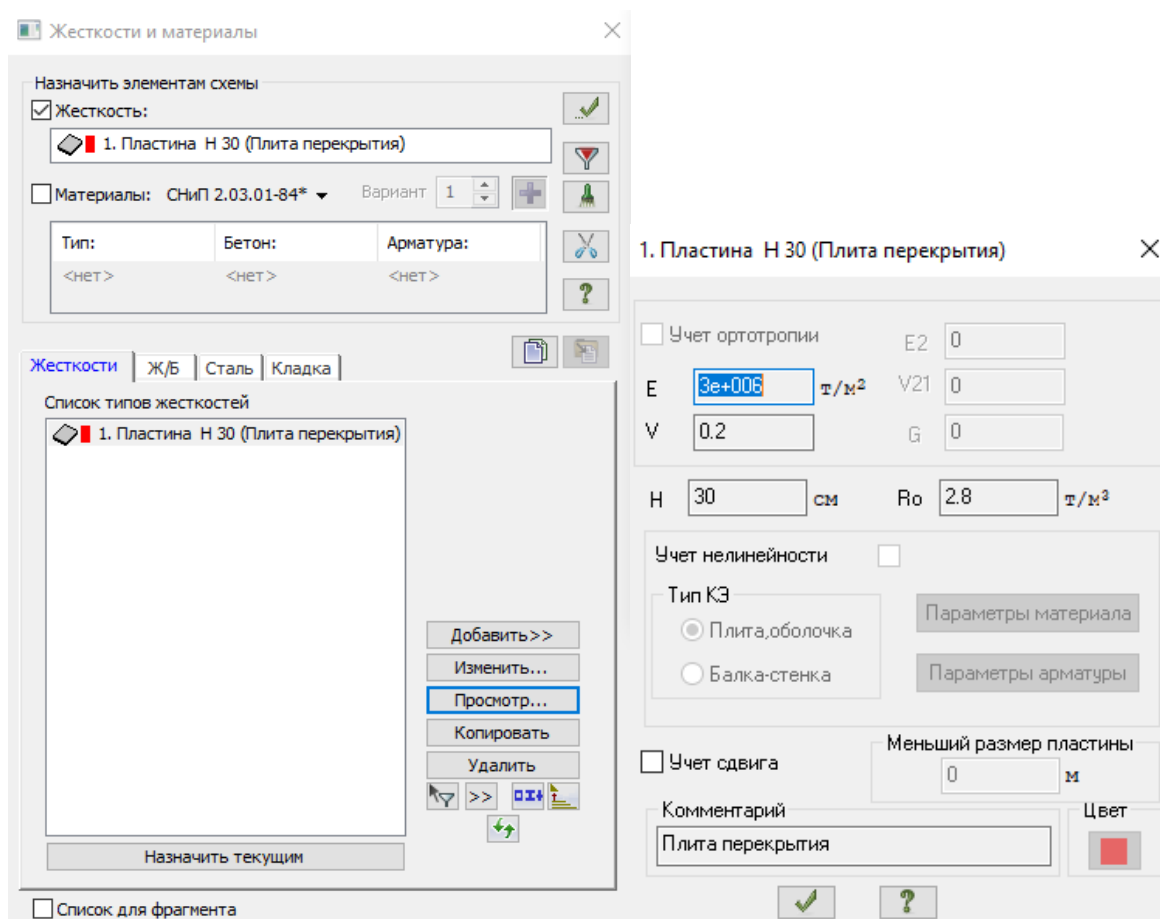 Жесткости и материалы
Назначить элементам схемы
Жесткость:
1. Пластина Н 30 (Плита перекрытия)
Материалы: СНиП 2.03.01-84* Вариант 1
Тип: Бетон: Арматура:
<нет> <нет> <нет>
Жесткости Ж/Б Сталь Кладка
Список типов жесткостей
1. Пластина Н 30 (Плита перекрытия)
Добавить>>
Изменить...
Просмотр...
Копировать
Удалить
>>
Назначить текущим
Список для фрагмента
1. Пластина Н 30 (Плита перекрытия)
Учет ортотропии E2 0
E 3e+006 т/м² V21 0
V 0.2 G 0
H 30 см Ro 2.8 т/м³
Учет нелинейности
Тип КЭ
Плита,оболочка
Балка-стенка
Параметры материала
Параметры арматуры
Учет сдвига
Меньший размер пластины
0 м
Комментарий
Плита перекрытия
Цвет